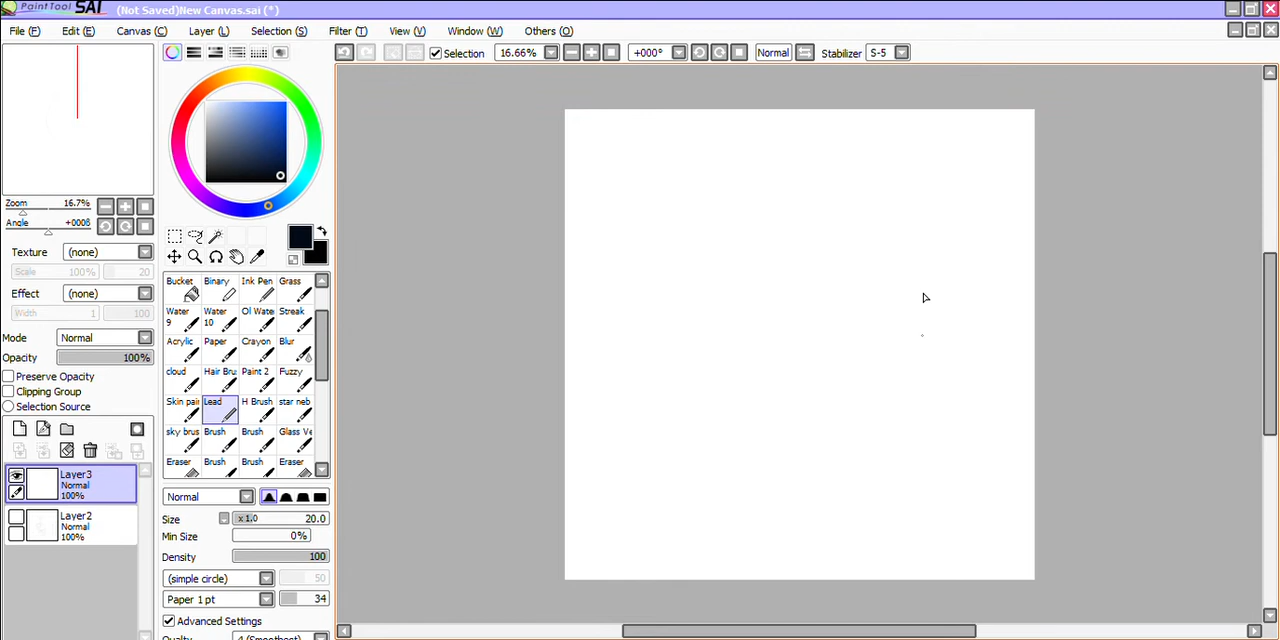 PaintTool SAI (Not Saved)New Canvas.sai (*)
File (F) Edit (E) Canvas (C) Layer (L) Selection (S) Filter (T) View (V) Window (W) Others (O)
Selection 16.66% +000° Normal Stabilizer S-5
Zoom 16.7%
Angle
Texture (none)
Scale 100% 20
Effect (none)
Width 1 100
Mode Normal
Opacity 100%
Preserve Opacity
Clipping Group
Selection Source
Layer3
Normal
100%
Layer2
Normal
100%
Bucket Binary Ink Pen Grass
Water 9 Water 10 Ol Wate Streak
Acrylic Paper Crayon Blur
cloud Hair Bru Paint 2 Fuzzy
Skin pai Lead H Brush star neb
sky brus Brush Brush Glass Ve
Eraser Brush Brush Eraser
Normal
Size x 1.0 20.0
Min Size 0%
Density 100
(simple circle) 50
Paper 1 pt 34
Advanced Settings
Quality 4 (Smoothest)